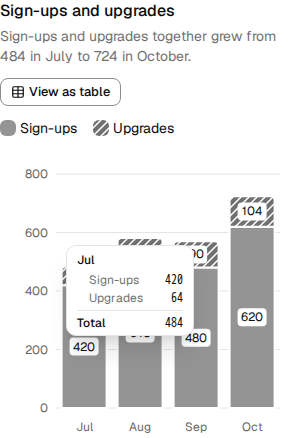 Sign-ups and upgrades
Sign-ups and upgrades together grew from
484 in July to 724 in October.
View as table
Sign-ups Upgrades
800
600
400
200
0
104
620
480
420
Jul
Sign-ups 420
Upgrades 64
Total 484
Jul Aug Sep Oct